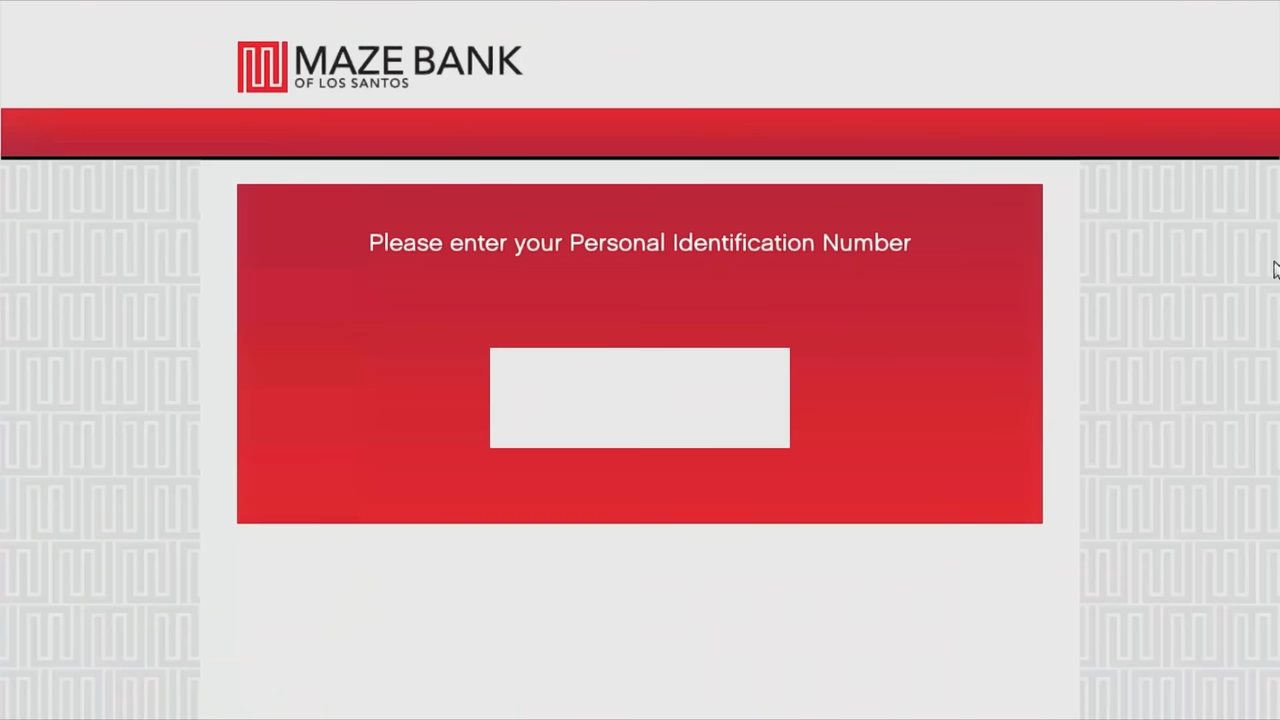 MAZE BANK
OF LOS SANTOS
Please enter your Personal Identification Number